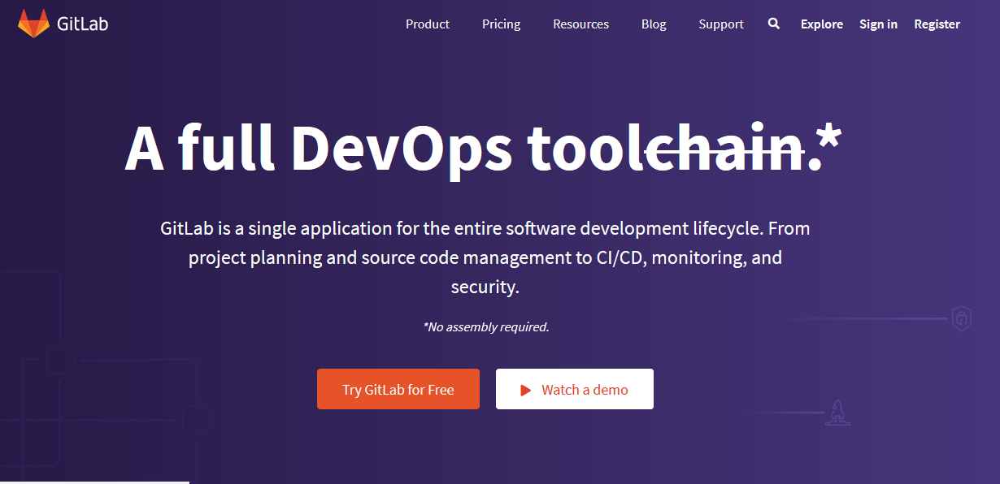 GitLab
Product Pricing Resources Blog Support Explore Sign in Register
A full DevOps toolchain.*
GitLab is a single application for the entire software development lifecycle. From
project planning and source code management to CI/CD, monitoring, and
security.
*No assembly required.
Try GitLab for Free
Watch a demo